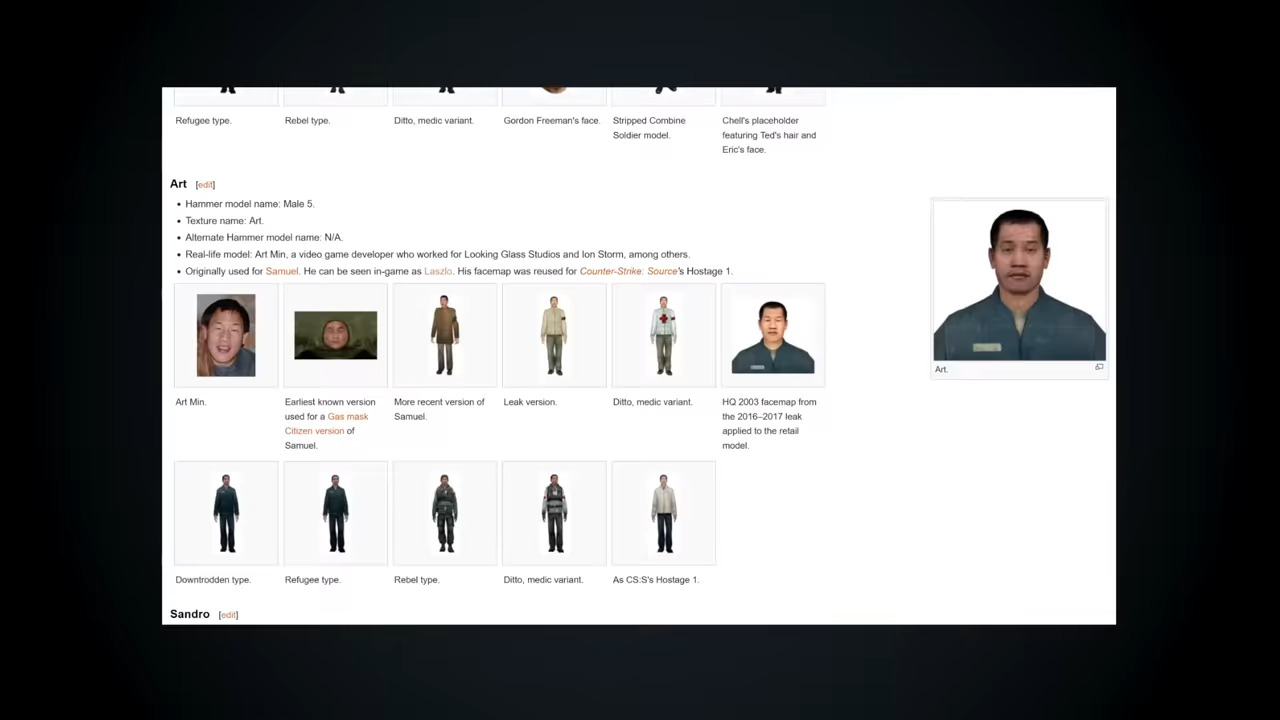 Refugee type.
Rebel type.
Ditto, medic variant.
Gordon Freeman's face.
Stripped Combine
Soldier model.
Chell's placeholder
featuring Ted's hair and
Eric's face.
Art [edit]
Hammer model name: Male 5.
Texture name: Art.
Alternate Hammer model name: N/A.
Real-life model: Art Min, a video game developer who worked for Looking Glass Studios and Ion Storm, among others.
Originally used for Samuel. He can be seen in-game as Laszlo. His facemap was reused for Counter-Strike: Source's Hostage 1.
Art.
Art Min.
Earliest known version
used for a Gas mask
Citizen version of
Samuel.
More recent version of
Samuel.
Leak version.
Ditto, medic variant.
HQ 2003 facemap from
the 2016–2017 leak
applied to the retail
model.
Downtrodden type.
Refugee type.
Rebel type.
Ditto, medic variant.
As CS:S's Hostage 1.
Sandro [edit]